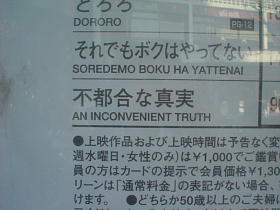 どろろ
DORORO
PG-12
それでもボクはやってない
SOREDEMO BOKU HA YATTENAI
不都合な真実
AN INCONVENIENT TRUTH
●上映作品および上映時間は予告なく変
週水曜日・女性のみ)は¥1,000でご鑑賞
員の方はカードの提示で会員価格¥1,30
リーンは「通常料金」の表記がない場合、
けます。
●どちらか50歳以上のご夫婦